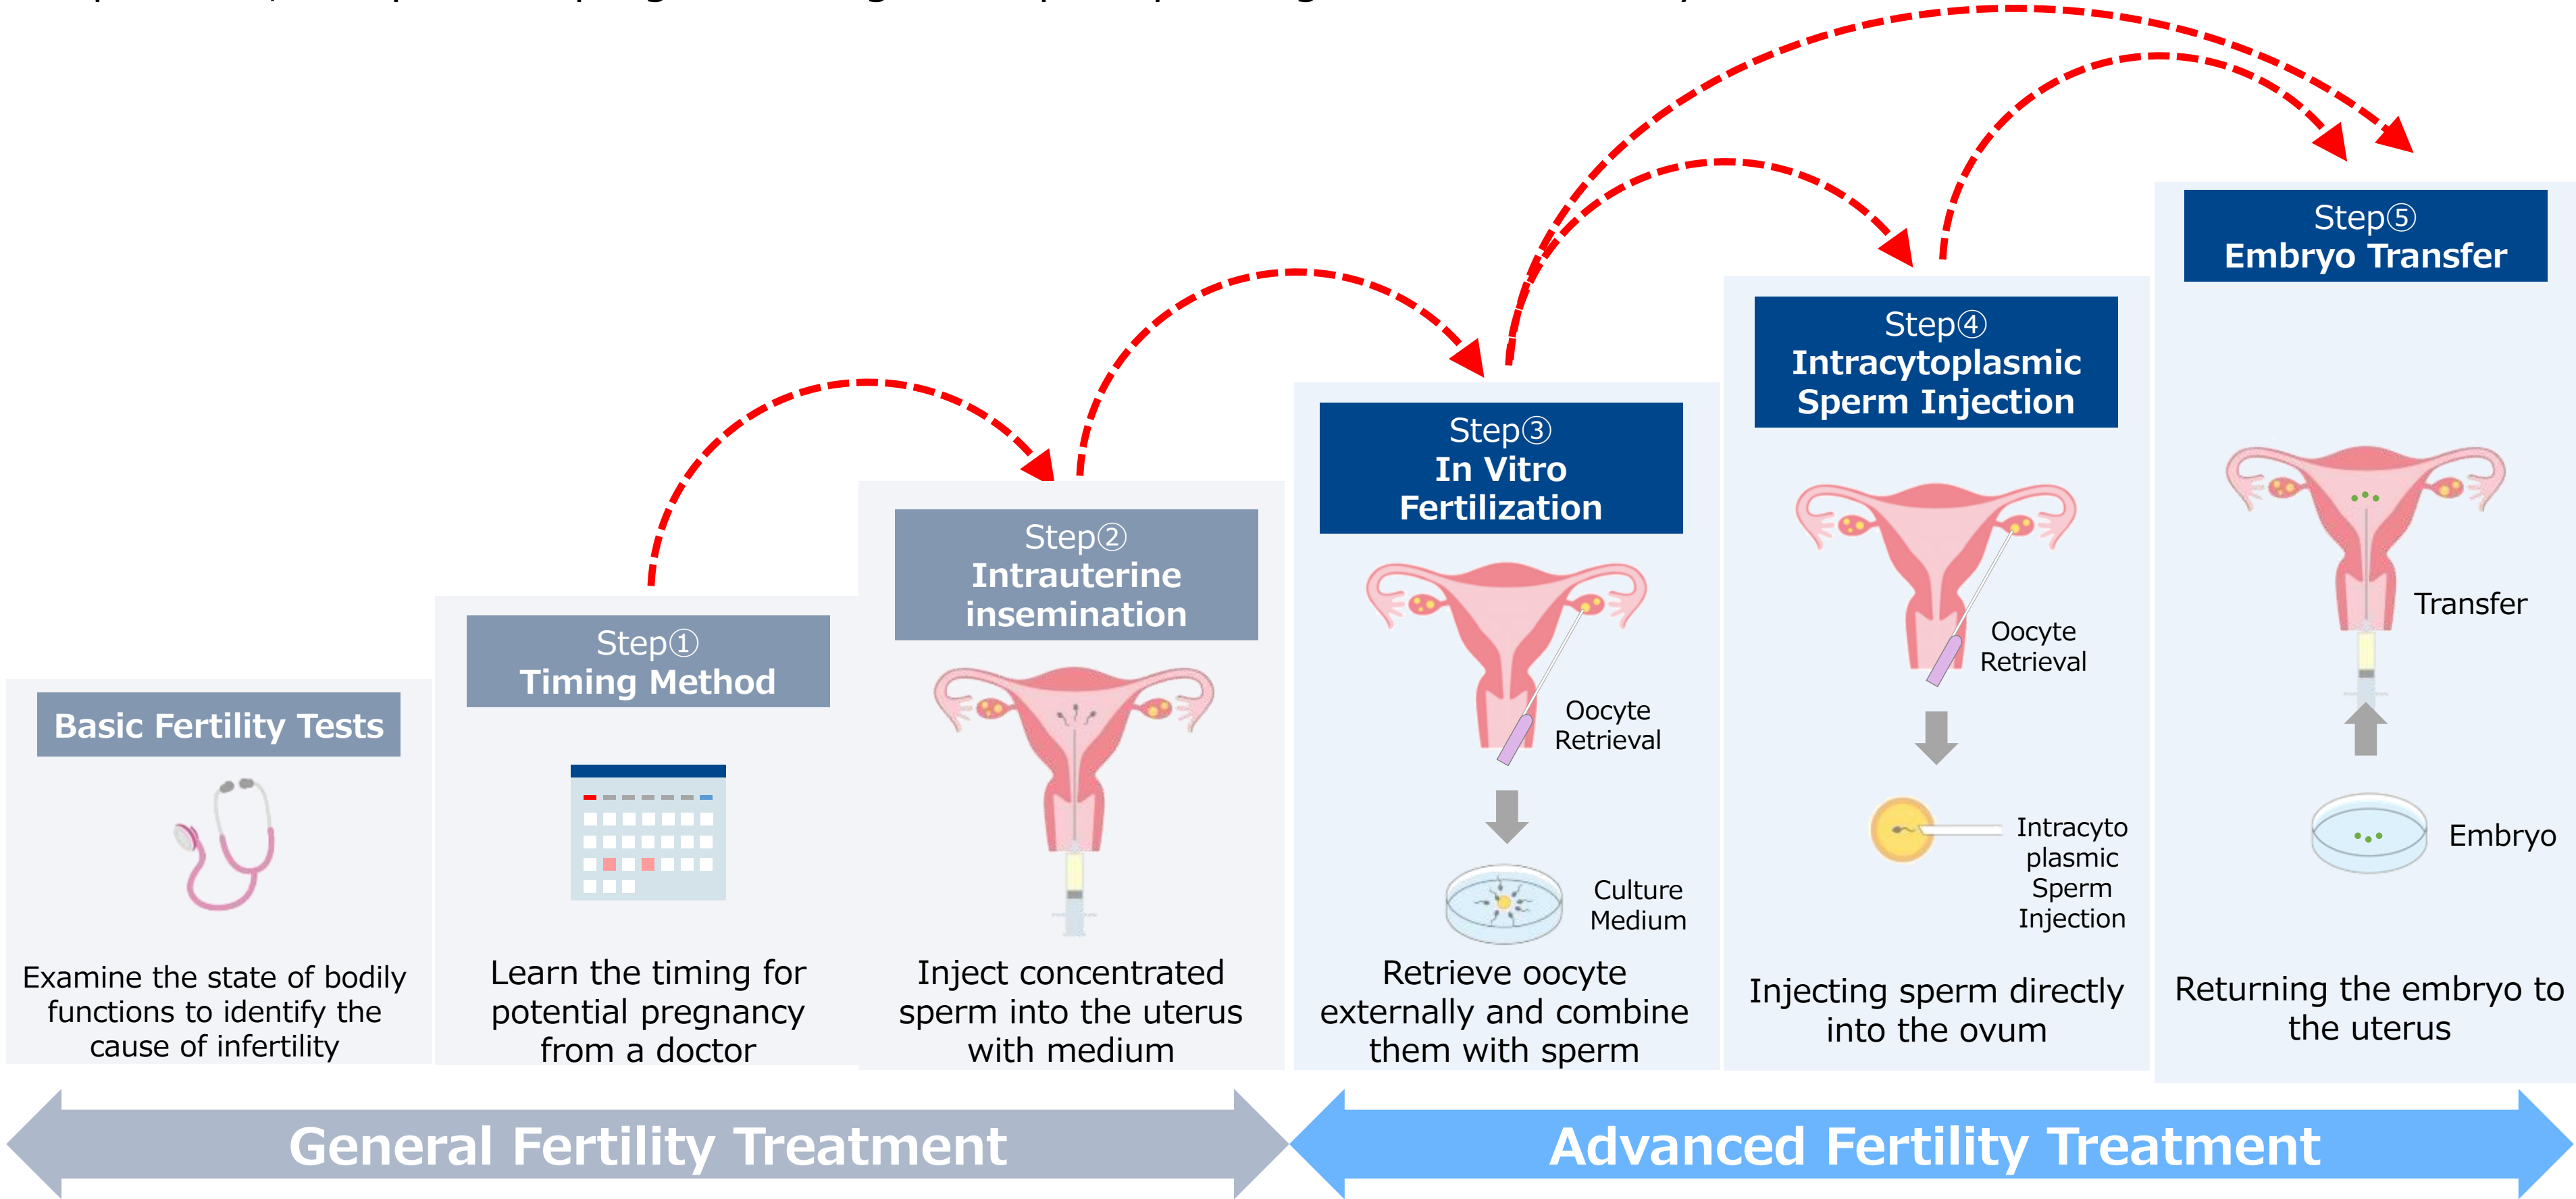 Basic Fertility Tests
Examine the state of bodily
functions to identify the
cause of infertility
Step①
Timing Method
Learn the timing for
potential pregnancy
from a doctor
Step②
Intrauterine
insemination
Inject concentrated
sperm into the uterus
with medium
Step③
In Vitro
Fertilization
Oocyte
Retrieval
Culture
Medium
Retrieve oocyte
externally and combine
them with sperm
Step④
Intracytoplasmic
Sperm Injection
Oocyte
Retrieval
Intracyto
plasmic
Sperm
Injection
Injecting sperm directly
into the ovum
Step⑤
Embryo Transfer
Transfer
Embryo
Returning the embryo to
the uterus
General Fertility Treatment
Advanced Fertility Treatment